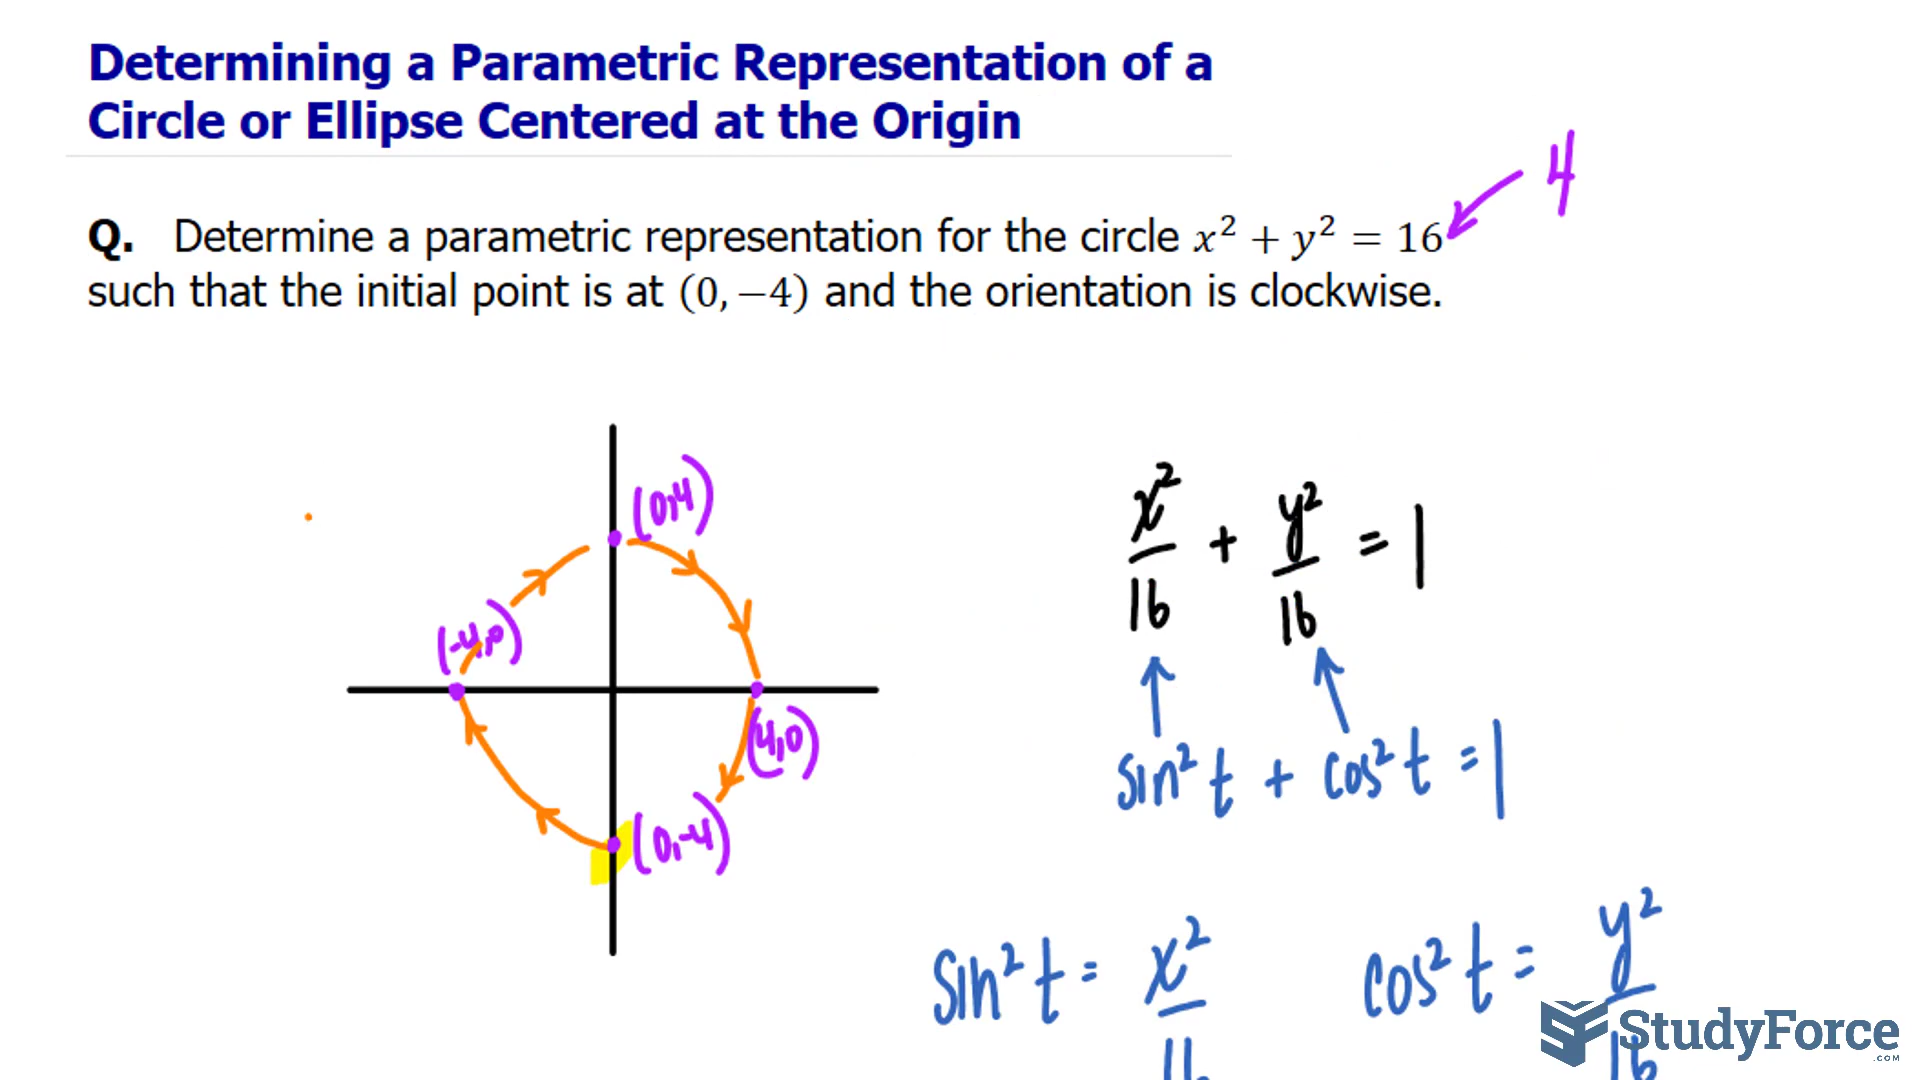 Determining a Parametric Representation of a
Circle or Ellipse Centered at the Origin
4
Q. Determine a parametric representation for the circle x² + y² = 16
such that the initial point is at (0, −4) and the orientation is clockwise.
(0,4)
x²/16 + y²/16 = 1
(-4,0)
(4,0)
sin²t + cos²t = 1
(0,-4)
sin²t = x²/16
cos²t = y²/16
StudyForce
.COM